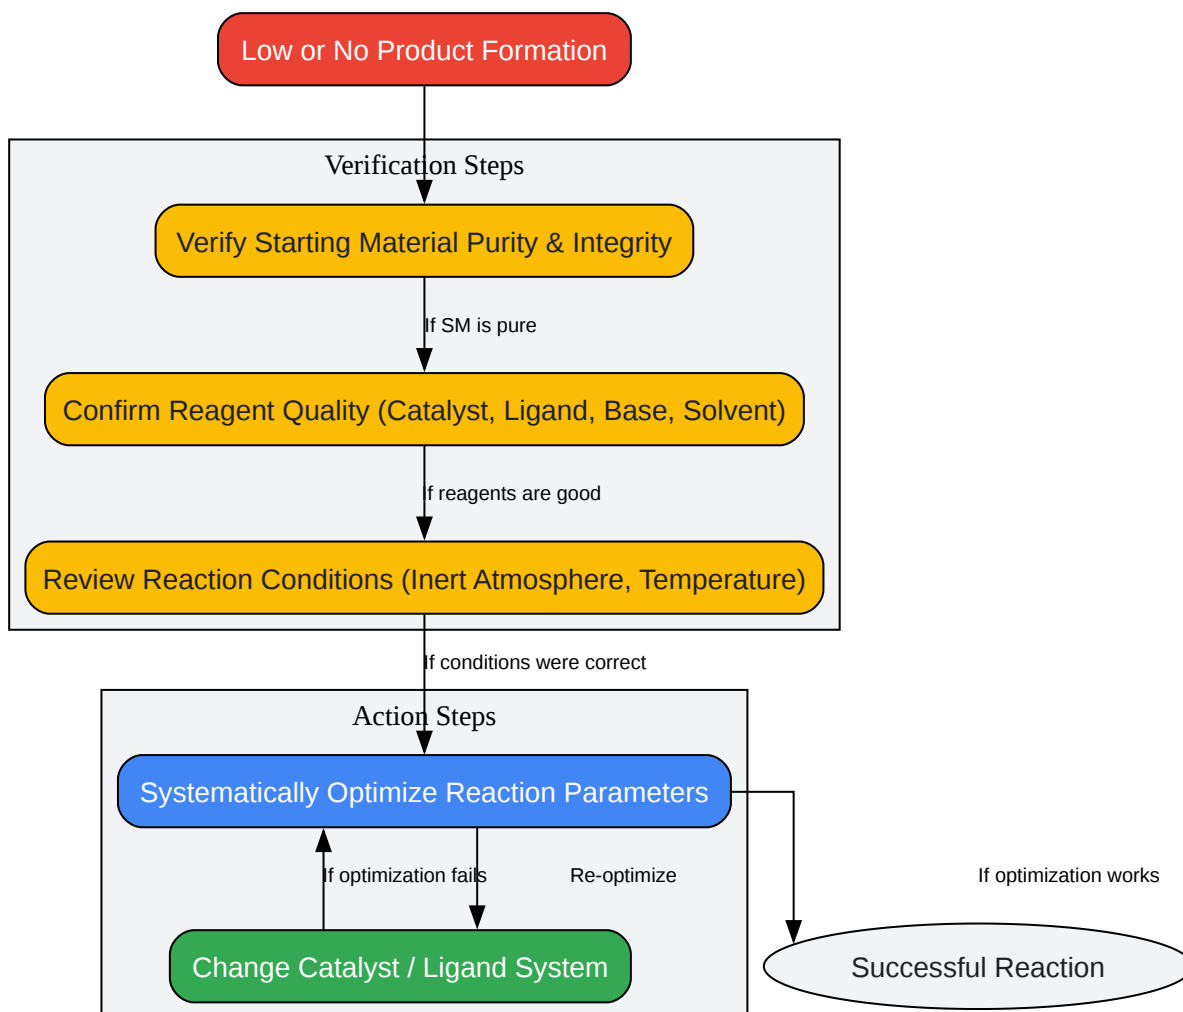 Low or No Product Formation
Verification Steps
Verify Starting Material Purity & Integrity
If SM is pure
Confirm Reagent Quality (Catalyst, Ligand, Base, Solvent)
If reagents are good
Review Reaction Conditions (Inert Atmosphere, Temperature)
If conditions were correct
Action Steps
Systematically Optimize Reaction Parameters
If optimization fails
Re-optimize
If optimization works
Change Catalyst / Ligand System
Successful Reaction